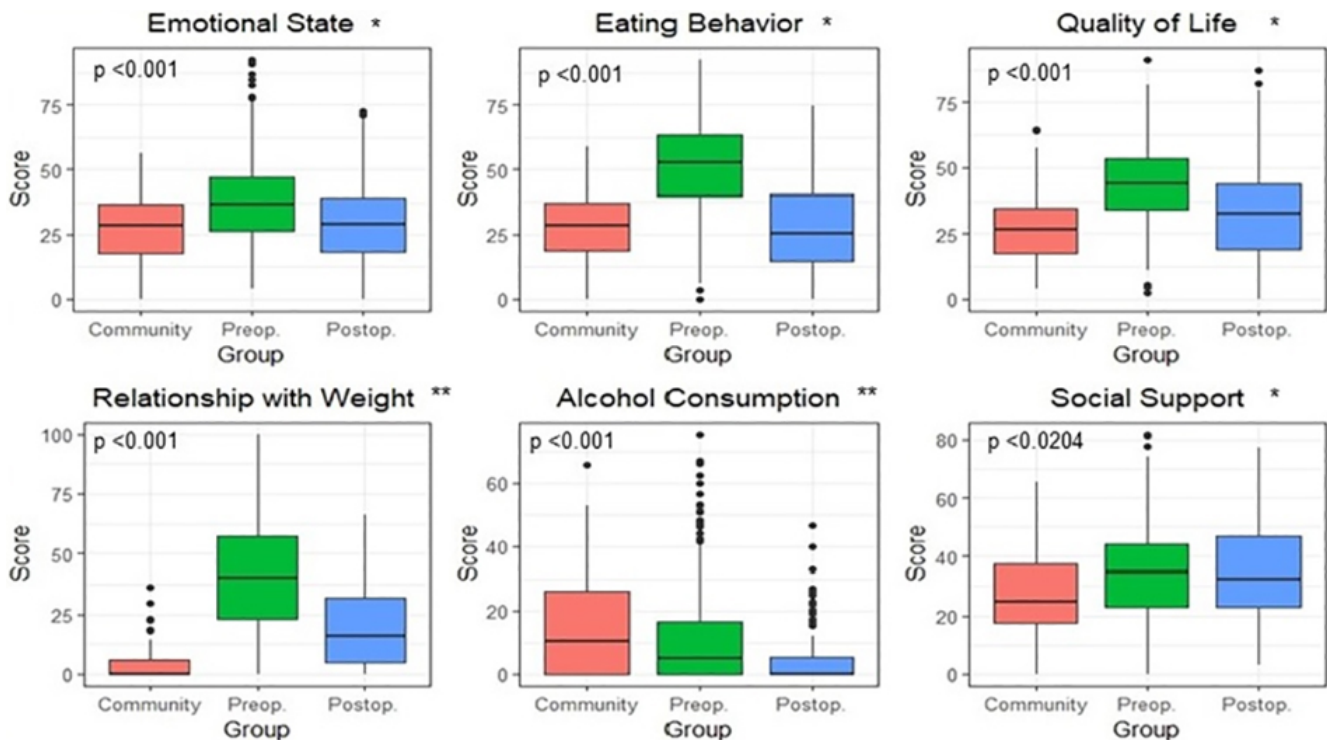 Emotional State *
Eating Behavior *
Quality of Life *
p <0.001
p <0.001
p <0.001
Score
75
50
25
0
Community Preop. Postop.
Group
Score
75
50
25
0
Community Preop. Postop.
Group
Score
75
50
25
0
Community Preop. Postop.
Group
Relationship with Weight **
Alcohol Consumption **
Social Support *
p <0.001
p <0.001
p <0.0204
Score
100
75
50
25
0
Community Preop. Postop.
Group
Score
60
40
20
0
Community Preop. Postop.
Group
Score
80
60
40
20
0
Community Preop. Postop.
Group